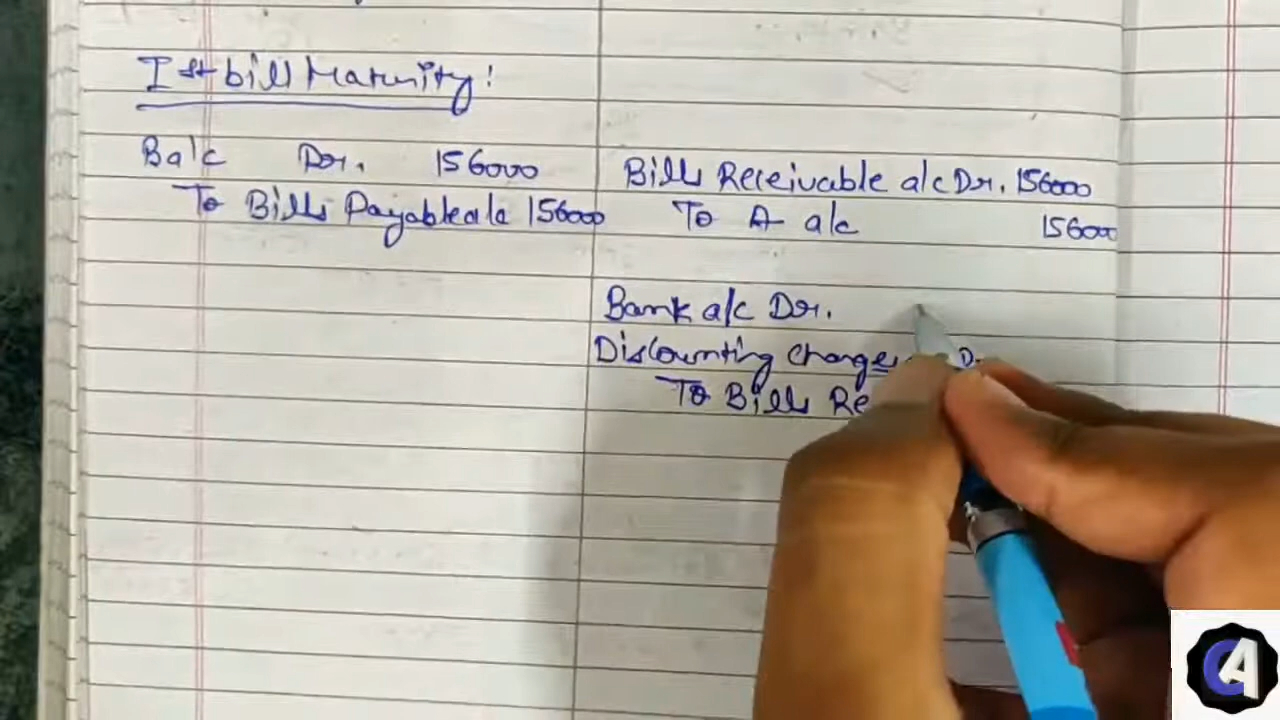 Ist bill Maturity:
B a/c Dr. 156000
To Bills Payable a/c 156000
Bills Receivable a/c Dr. 156000
To A a/c 156000
Bank a/c Dr.
Discounting Charges
To Bills Re
CA